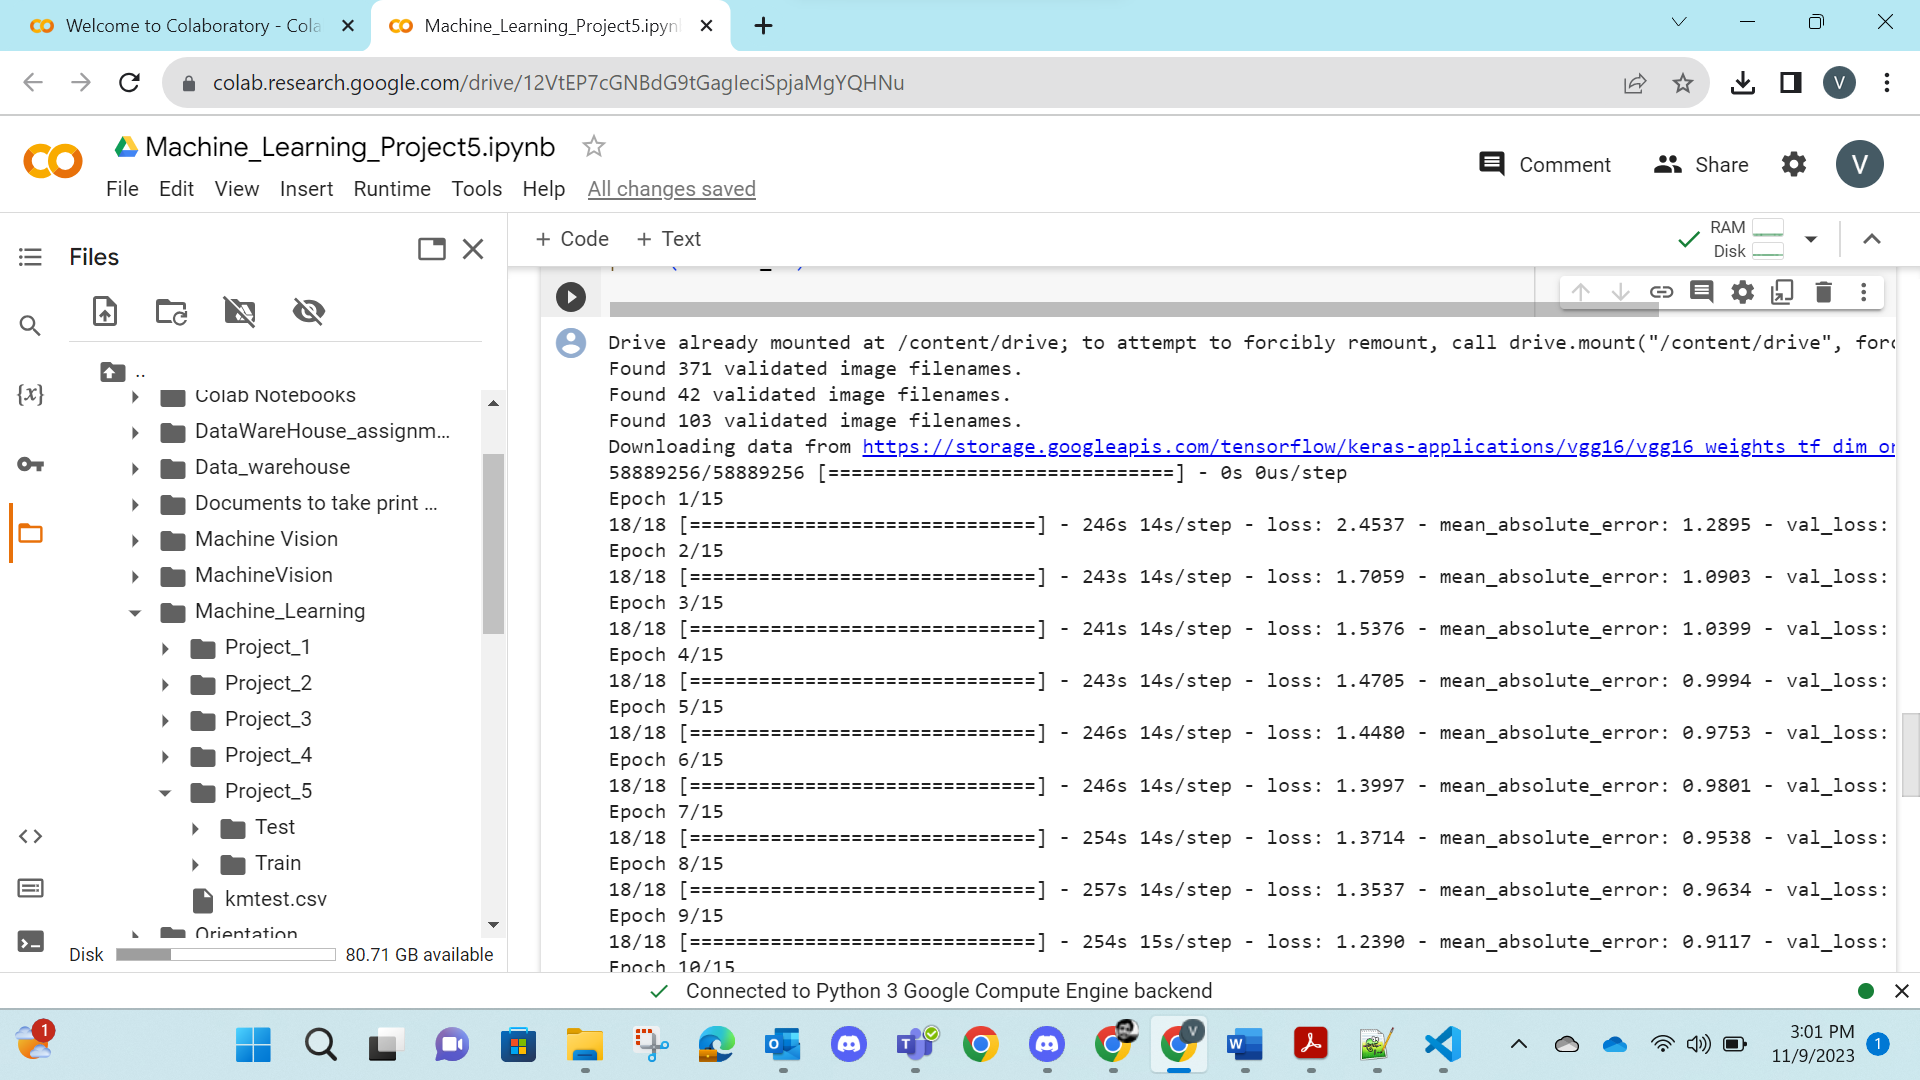 Welcome to Colaboratory - Cola
Machine_Learning_Project5.ipynl
colab.research.google.com/drive/12VtEP7cGNBdG9tGagIeciSpjaMgYQHNu
V
Machine_Learning_Project5.ipynb
File Edit View Insert Runtime Tools Help All changes saved
Comment Share V
Files
+ Code + Text
RAM
Disk
..
Colab Notebooks
DataWareHouse_assignm...
Data_warehouse
Documents to take print ...
Machine Vision
MachineVision
Machine_Learning
Project_1
Project_2
Project_3
Project_4
Project_5
Test
Train
kmtest.csv
Orientation
Disk 80.71 GB available
{x}
Drive already mounted at /content/drive; to attempt to forcibly remount, call drive.mount("/content/drive", forc
Found 371 validated image filenames.
Found 42 validated image filenames.
Found 103 validated image filenames.
Downloading data from https://storage.googleapis.com/tensorflow/keras-applications/vgg16/vgg16_weights_tf_dim_or
58889256/58889256 [==============================] - 0s 0us/step
Epoch 1/15
18/18 [==============================] - 246s 14s/step - loss: 2.4537 - mean_absolute_error: 1.2895 - val_loss:
Epoch 2/15
18/18 [==============================] - 243s 14s/step - loss: 1.7059 - mean_absolute_error: 1.0903 - val_loss:
Epoch 3/15
18/18 [==============================] - 241s 14s/step - loss: 1.5376 - mean_absolute_error: 1.0399 - val_loss:
Epoch 4/15
18/18 [==============================] - 243s 14s/step - loss: 1.4705 - mean_absolute_error: 0.9994 - val_loss:
Epoch 5/15
18/18 [==============================] - 246s 14s/step - loss: 1.4480 - mean_absolute_error: 0.9753 - val_loss:
Epoch 6/15
18/18 [==============================] - 246s 14s/step - loss: 1.3997 - mean_absolute_error: 0.9801 - val_loss:
Epoch 7/15
18/18 [==============================] - 254s 14s/step - loss: 1.3714 - mean_absolute_error: 0.9538 - val_loss:
Epoch 8/15
18/18 [==============================] - 257s 14s/step - loss: 1.3537 - mean_absolute_error: 0.9634 - val_loss:
Epoch 9/15
18/18 [==============================] - 254s 15s/step - loss: 1.2390 - mean_absolute_error: 0.9117 - val_loss:
Epoch 10/15
Connected to Python 3 Google Compute Engine backend
1
3:01 PM
11/9/2023
1